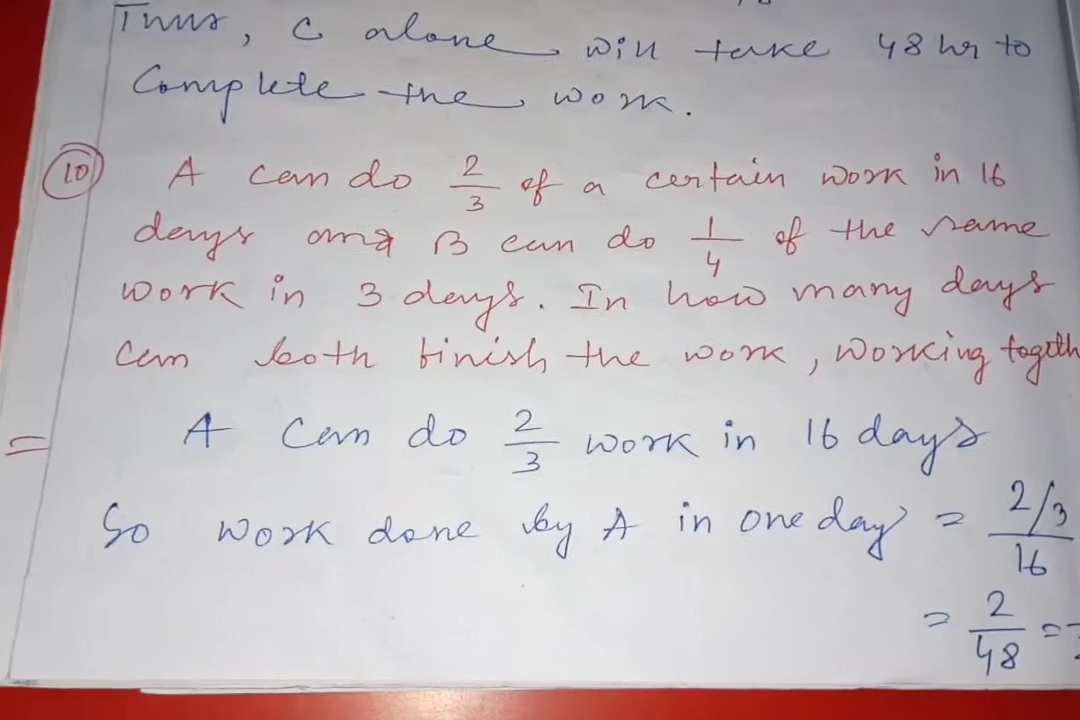 Thus, C alone will take 48 hr to
Complete the work.
10 A can do 2/3 of a certain work in 16
days and B can do 1/4 of the same
work in 3 days. In how many days
can both finish the work, working togeth
= A can do 2/3 work in 16 days
So work done by A in one day = 2/3 / 16
= 2/48 =